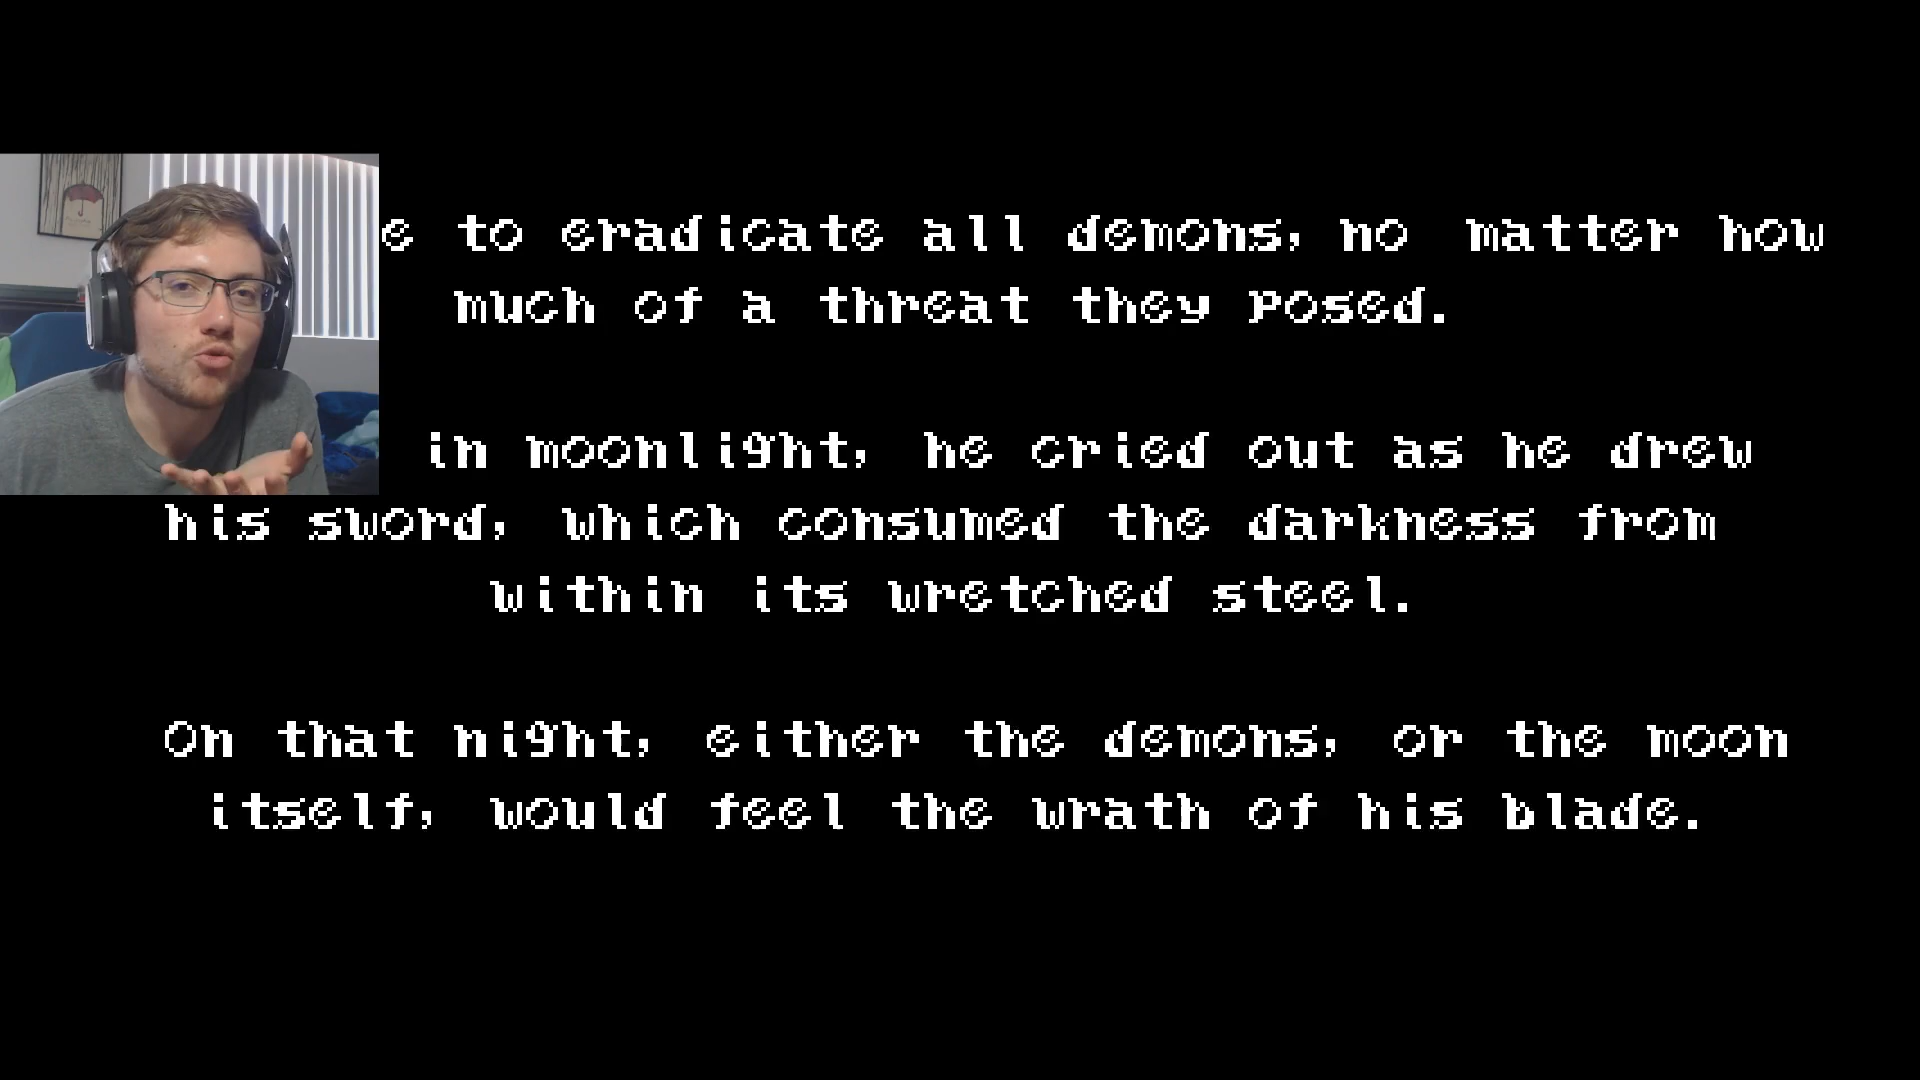 to eradicate all demons, no matter how
much of a threat they posed.
in moonlight, he cried out as he drew
his sword, which consumed the darkness from
within its wretched steel.
On that night, either the demons, or the moon
itself, would feel the wrath of his blade.